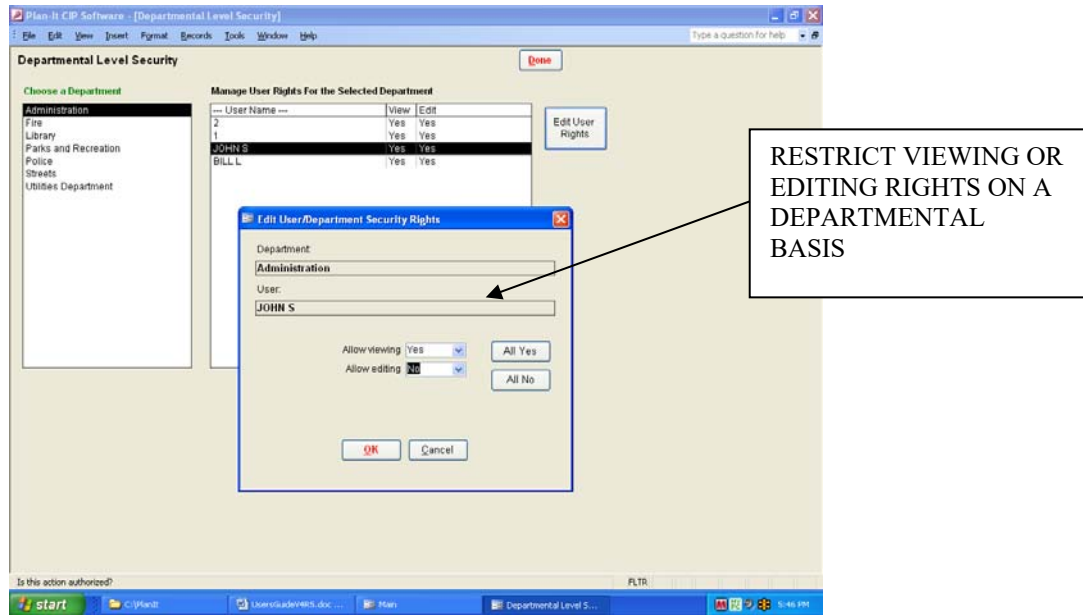 Plan-It CIP Software - [Departmental Level Security]
File Edit View Insert Format Records Tools Window Help
Type a question for help
Departmental Level Security
Done
Choose a Department
Manage User Rights For the Selected Department
Administration
Fire
Library
Parks and Recreation
Police
Streets
Utilities Department
--- User Name --- View Edit
2 Yes Yes
1 Yes Yes
JOHN S Yes Yes
BILL L Yes Yes
Edit User
Rights
RESTRICT VIEWING OR
EDITING RIGHTS ON A
DEPARTMENTAL
BASIS
Edit User/Department Security Rights
Department:
Administration
User:
JOHN S
Allow viewing Yes
All Yes
Allow editing No
All No
OK Cancel
Is this action authorized?
FLTR
start C:\PlanIt UsersGuideV4RS.doc ... Main Departmental Level S... 5:46 PM